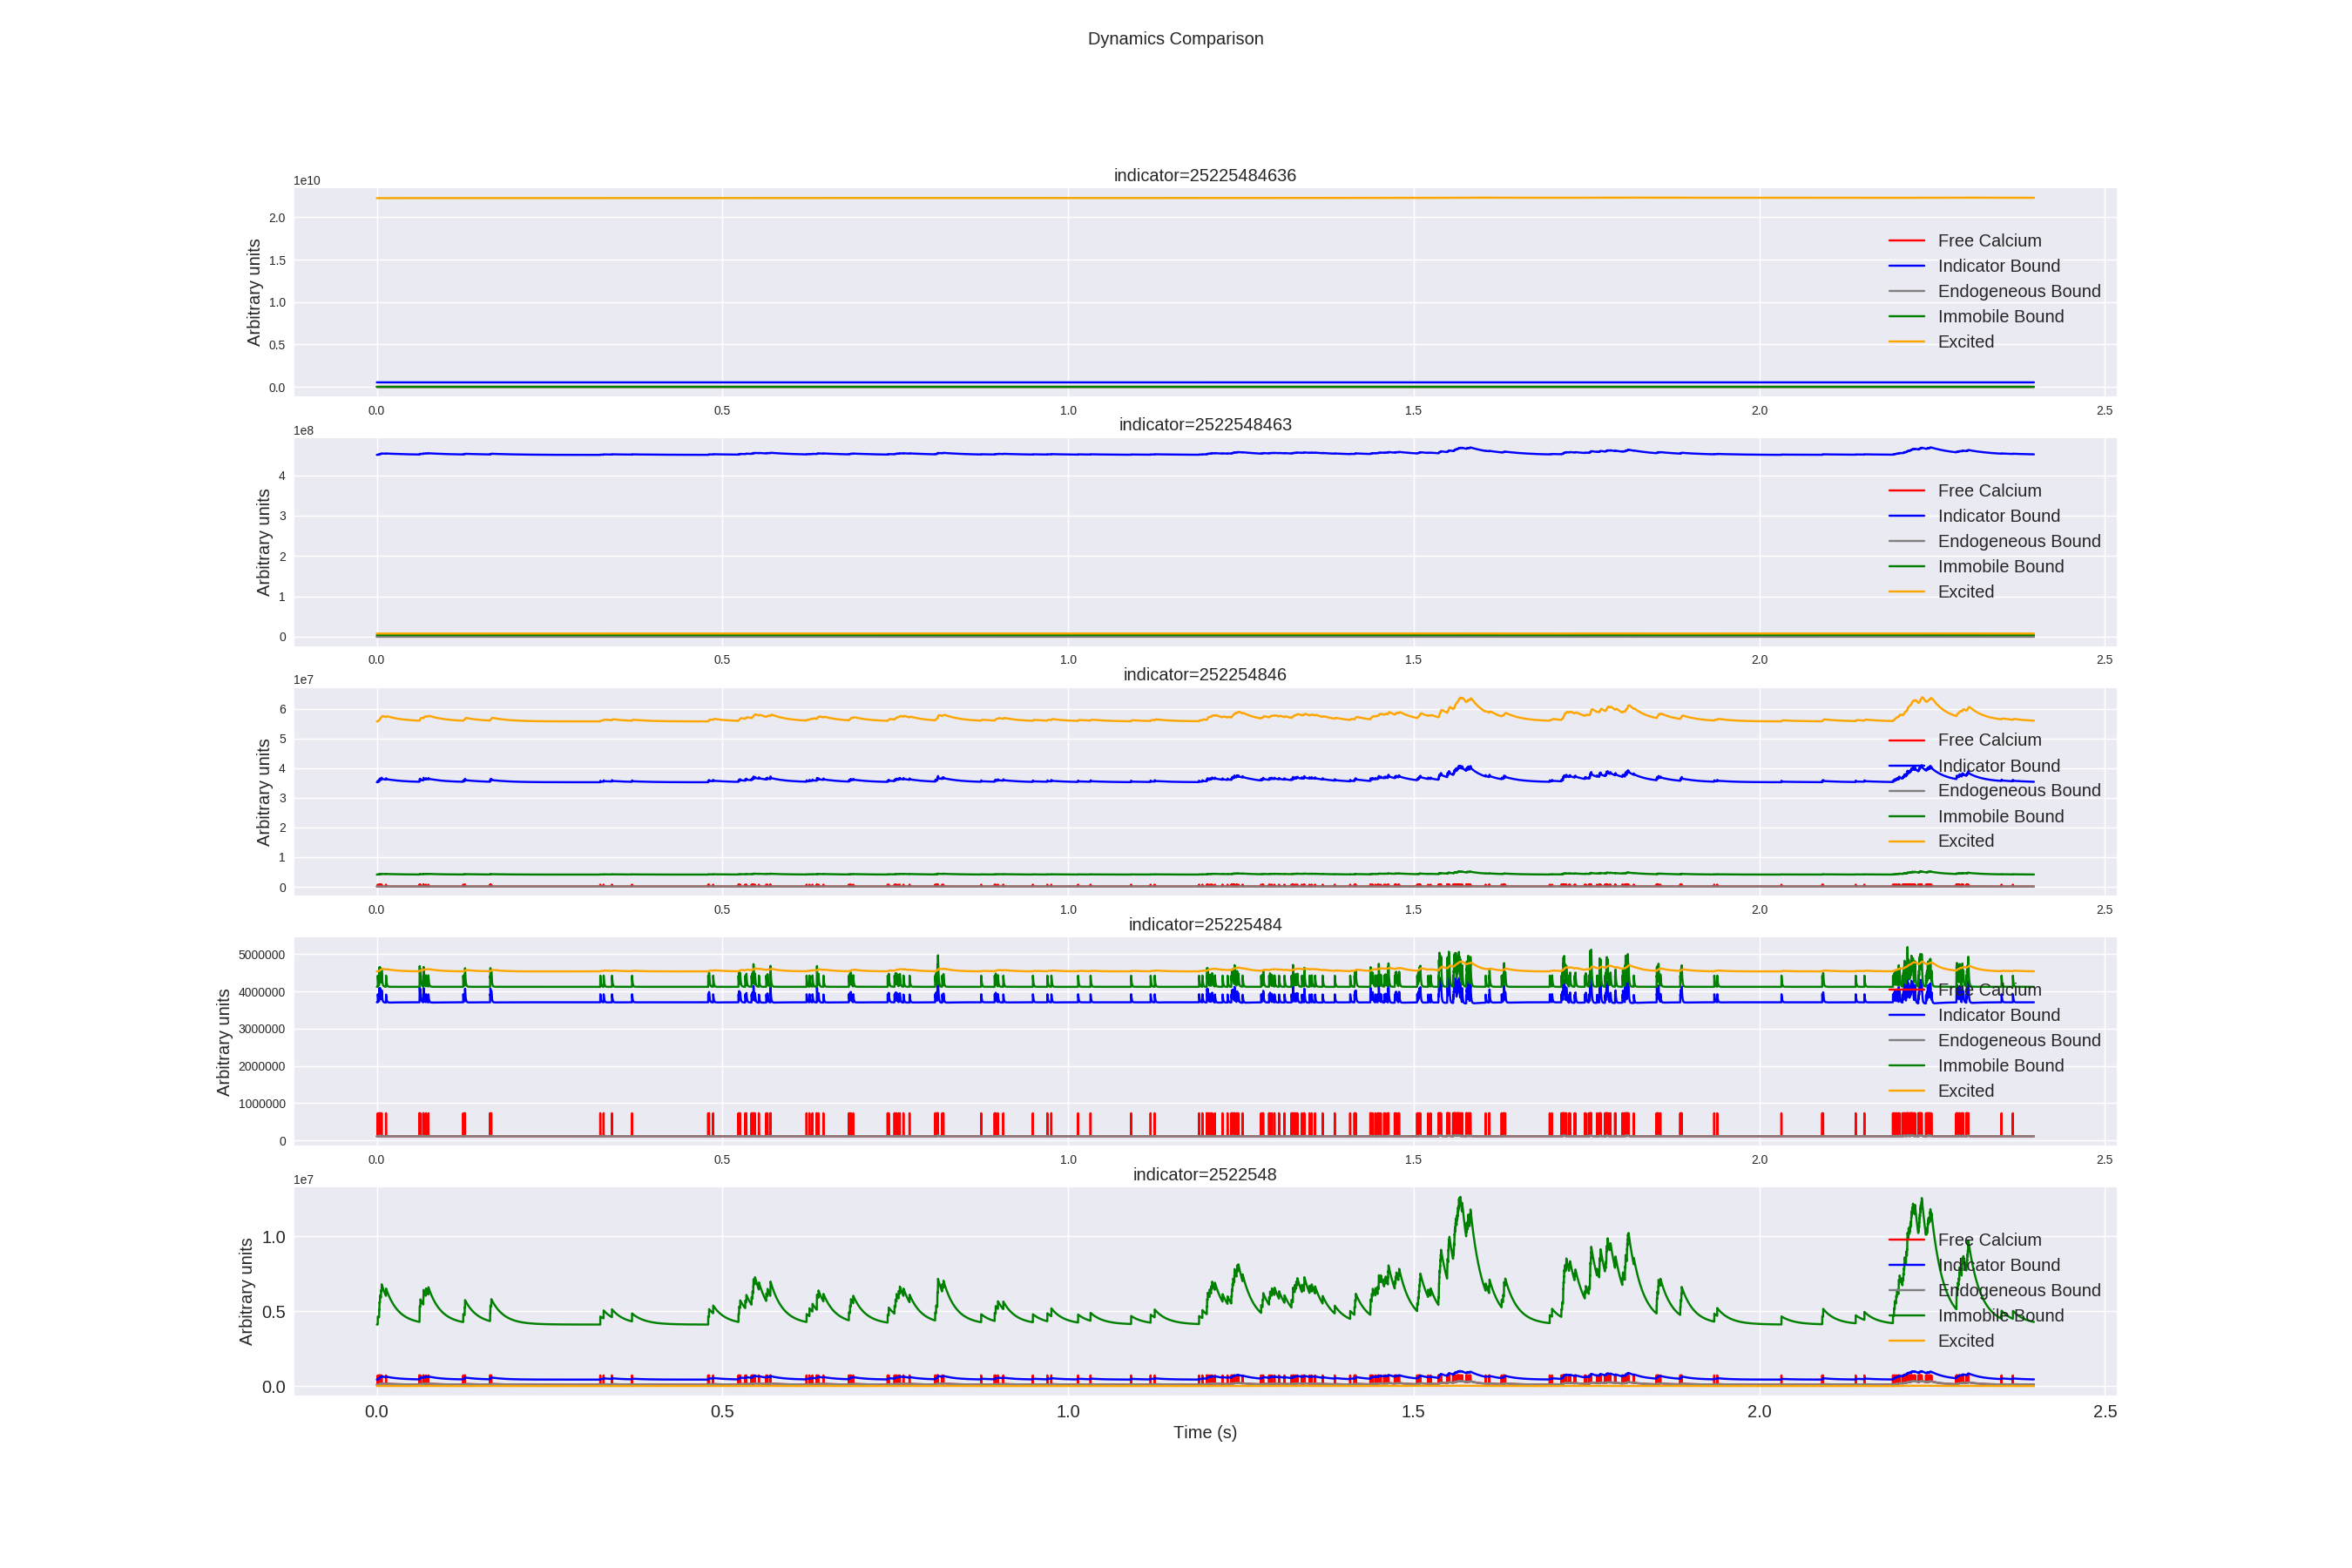 Dynamics Comparison
indicator=25225484636
1e10
Arbitrary units
2.0
1.5
1.0
0.5
0.0
Free Calcium
Indicator Bound
Endogeneous Bound
Immobile Bound
Excited
0.0 0.5 1.0 1.5 2.0 2.5
indicator=2522548463
1e8
Arbitrary units
4
3
2
1
0
Free Calcium
Indicator Bound
Endogeneous Bound
Immobile Bound
Excited
0.0 0.5 1.0 1.5 2.0 2.5
indicator=252254846
1e7
Arbitrary units
6
5
4
3
2
1
0
Free Calcium
Indicator Bound
Endogeneous Bound
Immobile Bound
Excited
0.0 0.5 1.0 1.5 2.0 2.5
indicator=25225484
Arbitrary units
5000000
4000000
3000000
2000000
1000000
0
Free Calcium
Indicator Bound
Endogeneous Bound
Immobile Bound
Excited
0.0 0.5 1.0 1.5 2.0 2.5
indicator=2522548
1e7
Arbitrary units
1.0
0.5
0.0
Free Calcium
Indicator Bound
Endogeneous Bound
Immobile Bound
Excited
0.0 0.5 1.0 1.5 2.0 2.5
Time (s)